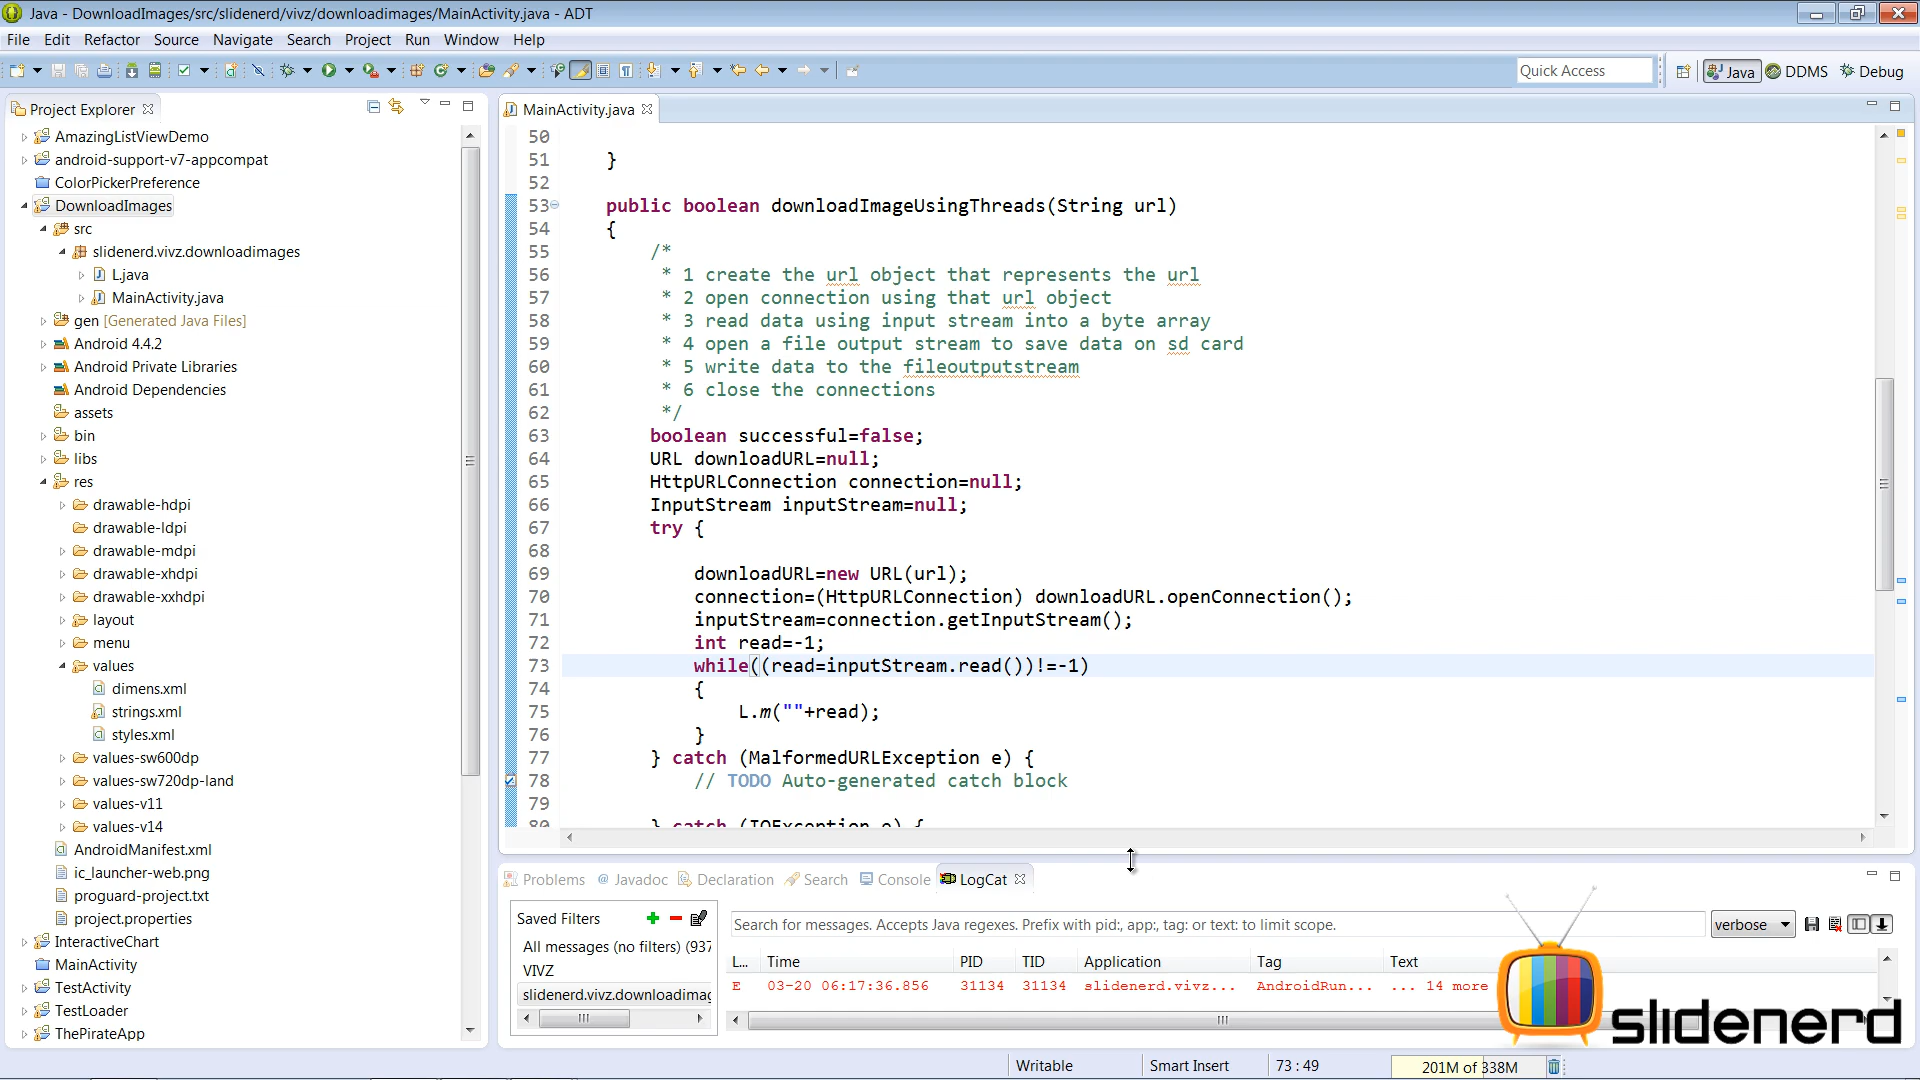 Java - DownloadImages/src/slidenerd/vivz/downloadimages/MainActivity.java - ADT
File Edit Refactor Source Navigate Search Project Run Window Help
Quick Access Java DDMS Debug
Project Explorer
AmazingListViewDemo
android-support-v7-appcompat
ColorPickerPreference
DownloadImages
src
slidenerd.vivz.downloadimages
L.java
MainActivity.java
gen [Generated Java Files]
Android 4.4.2
Android Private Libraries
Android Dependencies
assets
bin
libs
res
drawable-hdpi
drawable-ldpi
drawable-mdpi
drawable-xhdpi
drawable-xxhdpi
layout
menu
values
dimens.xml
strings.xml
styles.xml
values-sw600dp
values-sw720dp-land
values-v11
values-v14
AndroidManifest.xml
ic_launcher-web.png
proguard-project.txt
project.properties
InteractiveChart
MainActivity
TestActivity
TestLoader
ThePirateApp
MainActivity.java
50
51 }
52
53 public boolean downloadImageUsingThreads(String url)
54 {
55 /*
56 * 1 create the url object that represents the url
57 * 2 open connection using that url object
58 * 3 read data using input stream into a byte array
59 * 4 open a file output stream to save data on sd card
60 * 5 write data to the fileoutputstream
61 * 6 close the connections
62 */
63 boolean successful=false;
64 URL downloadURL=null;
65 HttpURLConnection connection=null;
66 InputStream inputStream=null;
67 try {
68
69 downloadURL=new URL(url);
70 connection=(HttpURLConnection) downloadURL.openConnection();
71 inputStream=connection.getInputStream();
72 int read=-1;
73 while((read=inputStream.read())!=-1)
74 {
75 L.m(""+read);
76 }
77 } catch (MalformedURLException e) {
78 // TODO Auto-generated catch block
79
80 } catch (IOException e) {
Problems @ Javadoc Declaration Search Console LogCat
Saved Filters
All messages (no filters) (937
VIVZ
slidenerd.vivz.downloadimag
Search for messages. Accepts Java regexes. Prefix with pid:, app:, tag: or text: to limit scope. verbose
L... Time PID TID Application Tag Text
E 03-20 06:17:36.856 31134 31134 slidenerd.vivz... AndroidRun... ... 14 more
slidenerd
Writable Smart Insert 73 : 49 201M of 338M